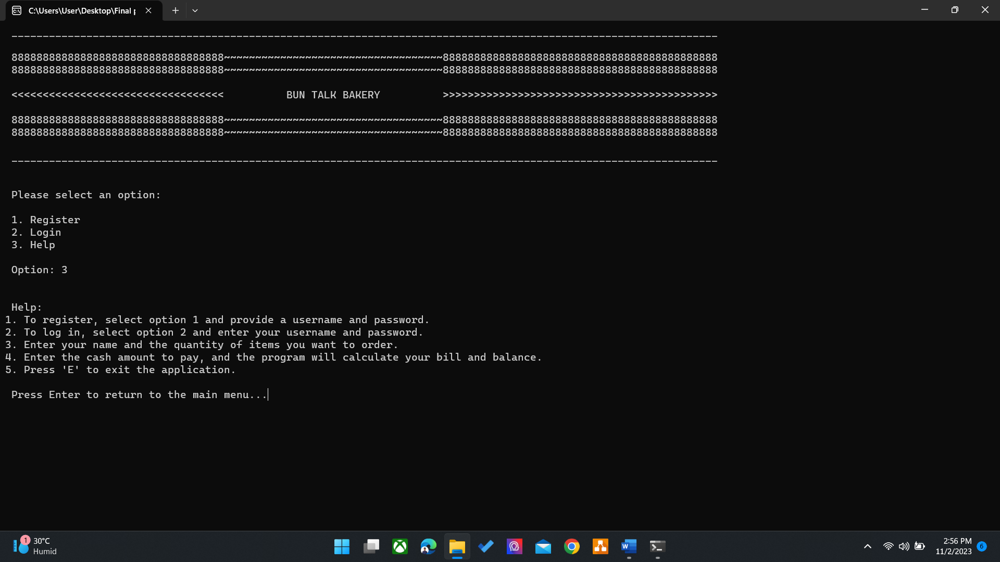 C:\Users\User\Desktop\Final p
-----------------------------------------------------------------------------------------------------------------
8888888888888888888888888888888888~~~~~~~~~~~~~~~~~~~~~~~~~~~~~~~~~~~88888888888888888888888888888888888888888888
8888888888888888888888888888888888~~~~~~~~~~~~~~~~~~~~~~~~~~~~~~~~~~~88888888888888888888888888888888888888888888
<<<<<<<<<<<<<<<<<<<<<<<<<<<<<<<<<<          BUN TALK BAKERY          >>>>>>>>>>>>>>>>>>>>>>>>>>>>>>>>>>>>>>>>>>>>
8888888888888888888888888888888888~~~~~~~~~~~~~~~~~~~~~~~~~~~~~~~~~~~88888888888888888888888888888888888888888888
8888888888888888888888888888888888~~~~~~~~~~~~~~~~~~~~~~~~~~~~~~~~~~~88888888888888888888888888888888888888888888
-----------------------------------------------------------------------------------------------------------------
Please select an option:
1. Register
2. Login
3. Help
Option: 3
Help:
1. To register, select option 1 and provide a username and password.
2. To log in, select option 2 and enter your username and password.
3. Enter your name and the quantity of items you want to order.
4. Enter the cash amount to pay, and the program will calculate your bill and balance.
5. Press 'E' to exit the application.
Press Enter to return to the main menu...
1
30°C
Humid
2:56 PM
11/2/2023
6